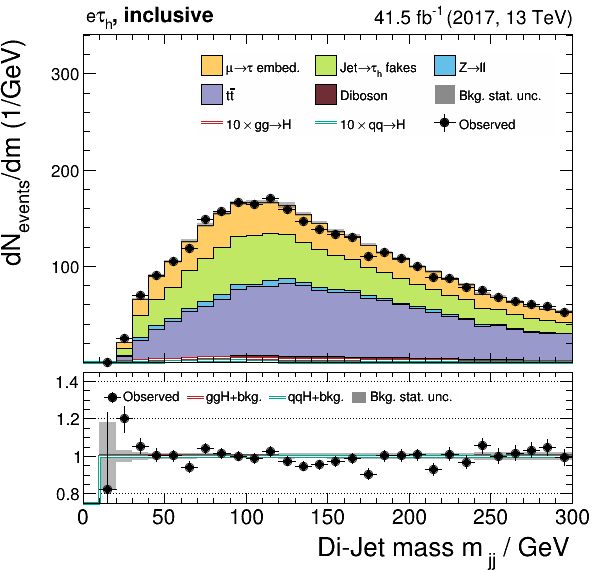 eτh, inclusive 41.5 fb-1 (2017, 13 TeV)
dNevents/dm (1/GeV)
300
200
100
μ→τ embed. Jet→τh fakes Z→ll
tt̄ Diboson Bkg. stat. unc.
10 × gg→H 10 × qq→H Observed
1.4
1.2
1
0.8
Observed ggH+bkg. qqH+bkg. Bkg. stat. unc.
0 50 100 150 200 250 300
Di-Jet mass mjj / GeV